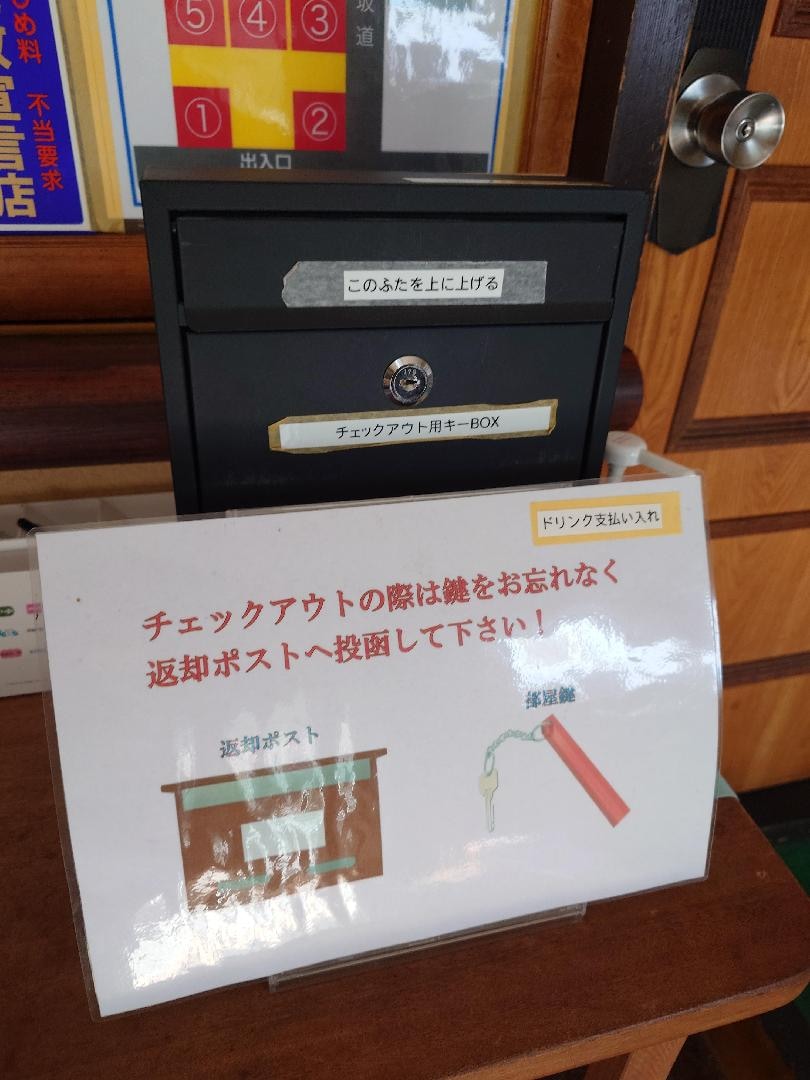 じめ料 不当要求
宣言店
⑤ ④ ③
坂道
① ②
出入口
このふたを上に上げる
179
チェックアウト用キーBOX
ドリンク支払い入れ
チェックアウトの際は鍵をお忘れなく
返却ポストへ投函して下さい！
返却ポスト
部屋鍵